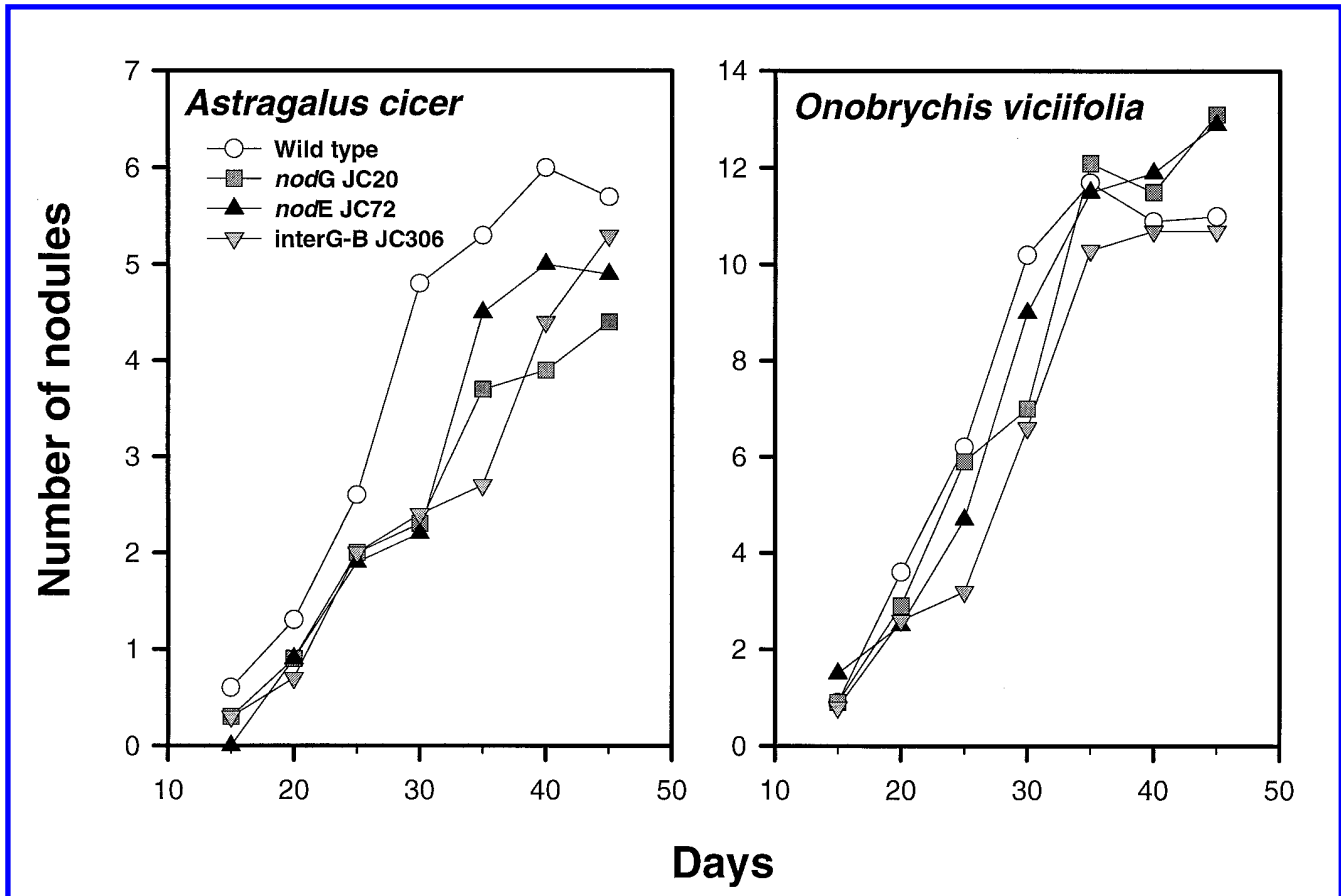 Astragalus cicer
Wild type
nodG JC20
nodE JC72
interG-B JC306
7
6
5
4
3
2
1
0
10 20 30 40 50
Onobrychis viciifolia
14
12
10
8
6
4
2
0
10 20 30 40 50
Number of nodules
Days